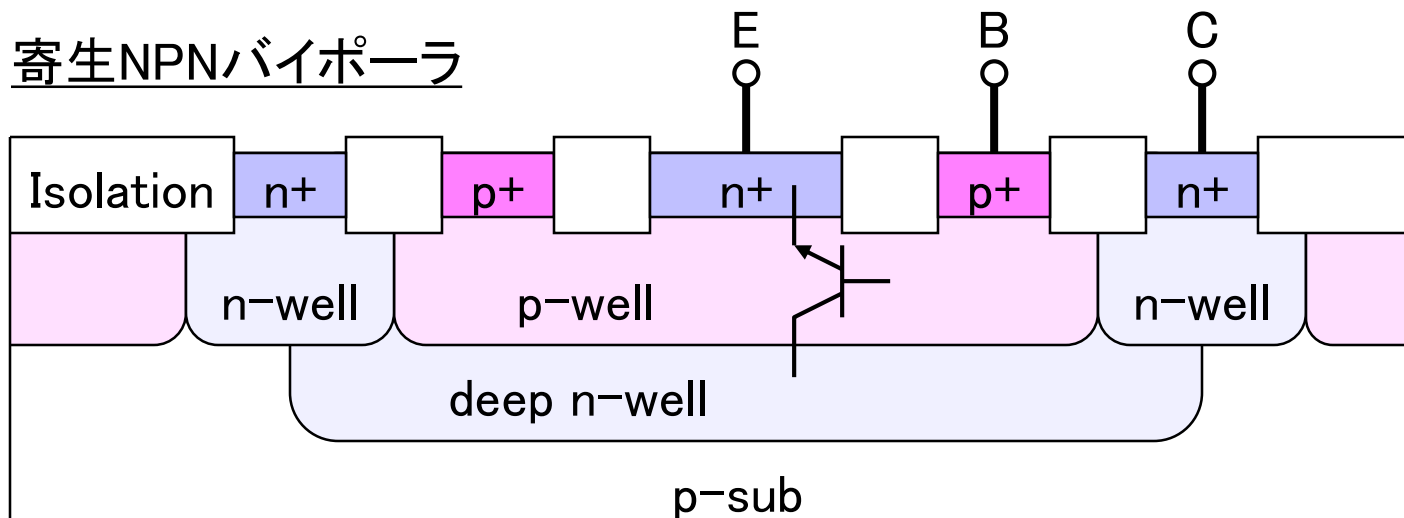 寄生NPNバイポーラ
E B C
Isolation n+ p+ n+ p+ n+
n-well p-well n-well
deep n-well
p-sub